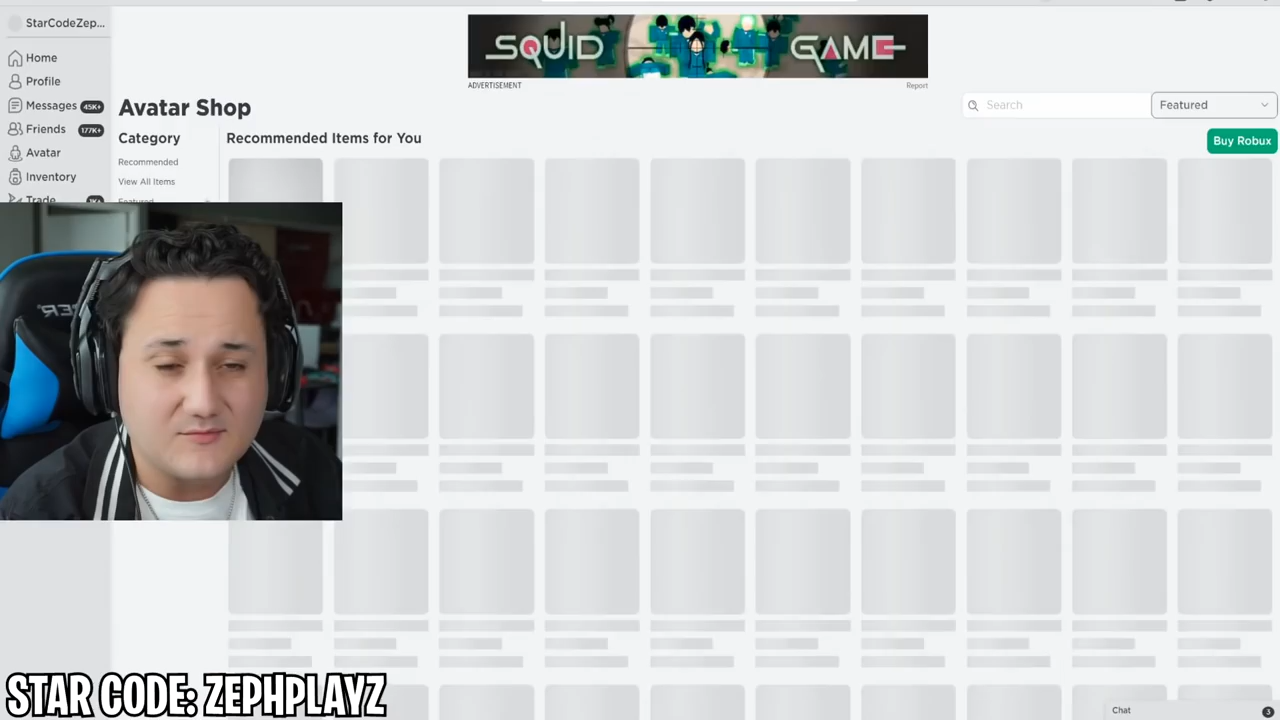 SQUID GAME
ADVERTISEMENT
Report
StarCodeZep...
Home
Profile
Messages 45K+
Friends 177K+
Avatar
Inventory
Trade
Avatar Shop
Search
Featured
Category
Recommended
View All Items
Featured
Recommended Items for You
Buy Robux
STAR CODE: ZEPHPLAYZ
Chat
3